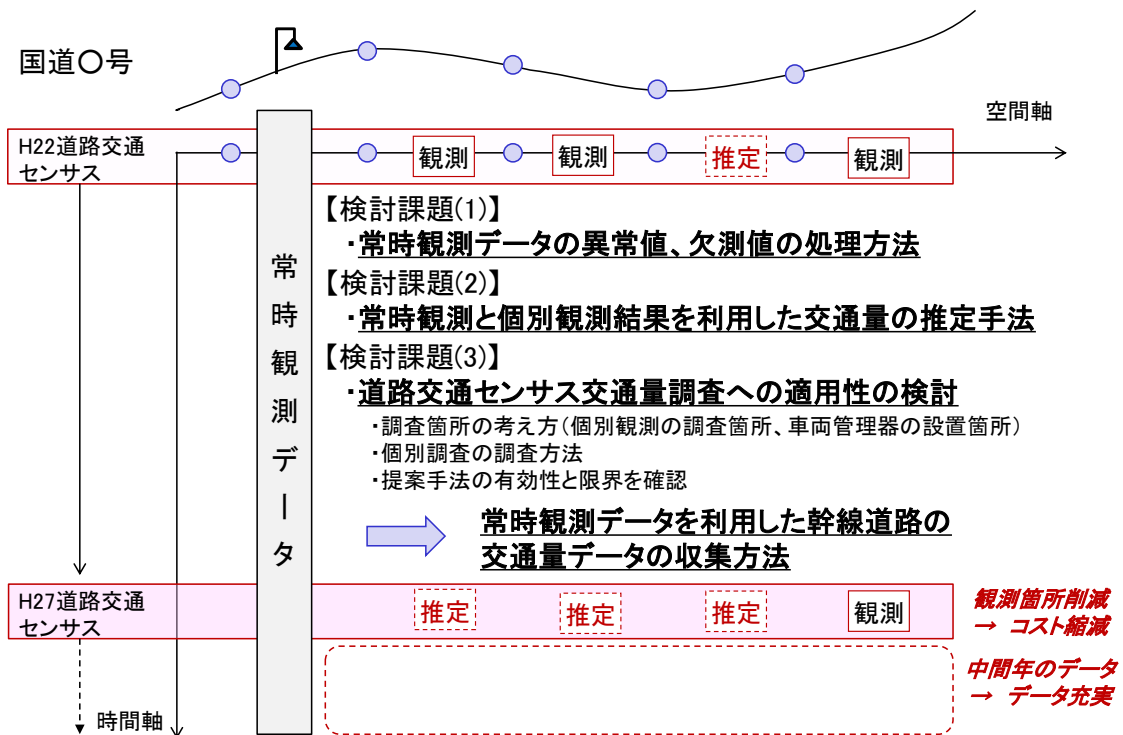 国道〇号
空間軸
H22道路交通
センサス
観測
観測
推定
観測
常時観測データ
【検討課題(1)】
・常時観測データの異常値、欠測値の処理方法
【検討課題(2)】
・常時観測と個別観測結果を利用した交通量の推定手法
【検討課題(3)】
・道路交通センサス交通量調査への適用性の検討
・調査箇所の考え方(個別観測の調査箇所、車両管理器の設置箇所)
・個別調査の調査方法
・提案手法の有効性と限界を確認
常時観測データを利用した幹線道路の
交通量データの収集方法
H27道路交通
センサス
推定
推定
推定
観測
観測箇所削減
→ コスト縮減
中間年のデータ
→ データ充実
時間軸